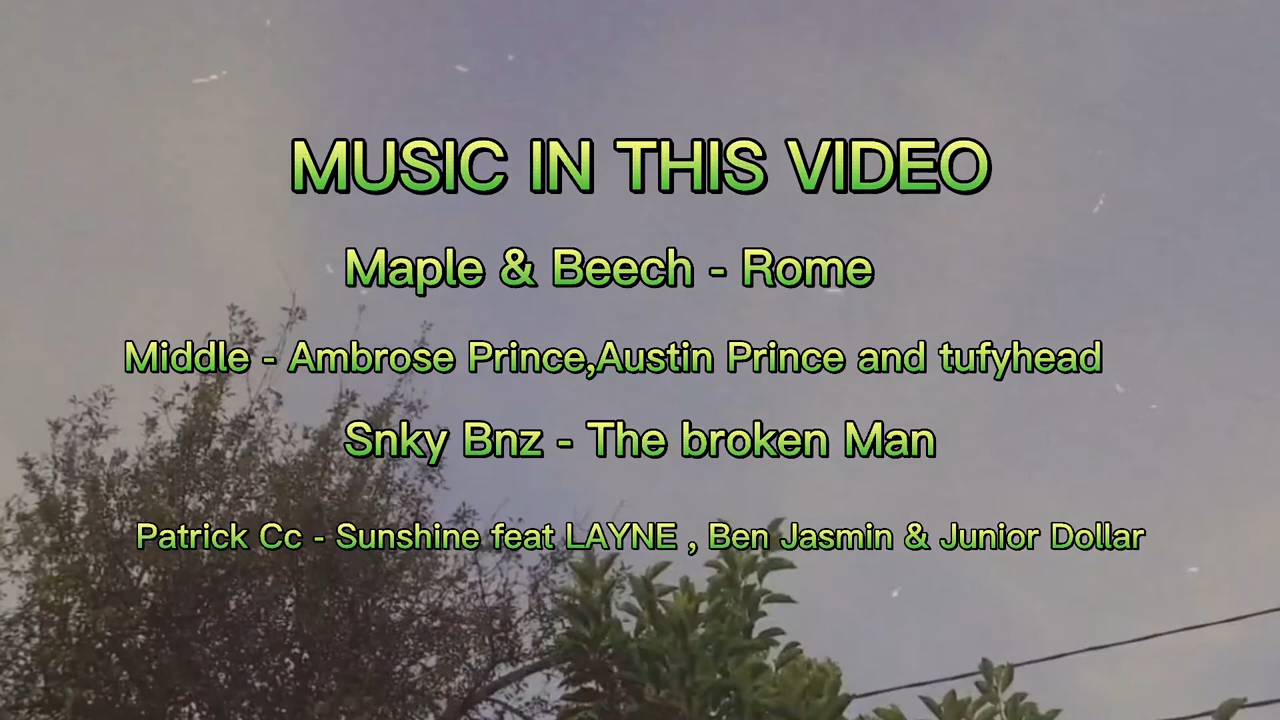 MUSIC IN THIS VIDEO
Maple & Beech - Rome
Middle - Ambrose Prince,Austin Prince and tufyhead
Snky Bnz - The broken Man
Patrick Cc - Sunshine feat LAYNE , Ben Jasmin & Junior Dollar